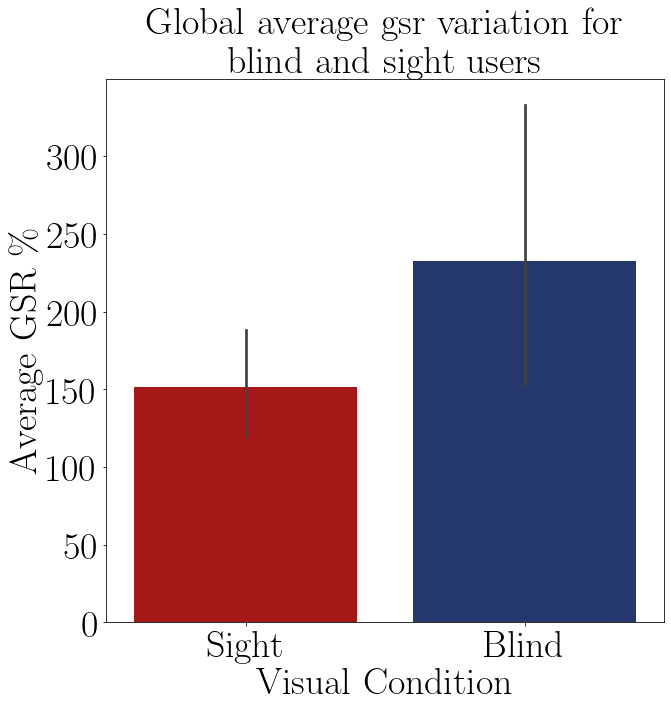 Global average gsr variation for
blind and sight users
Average GSR %
300
250
200
150
100
50
0
Sight
Blind
Visual Condition